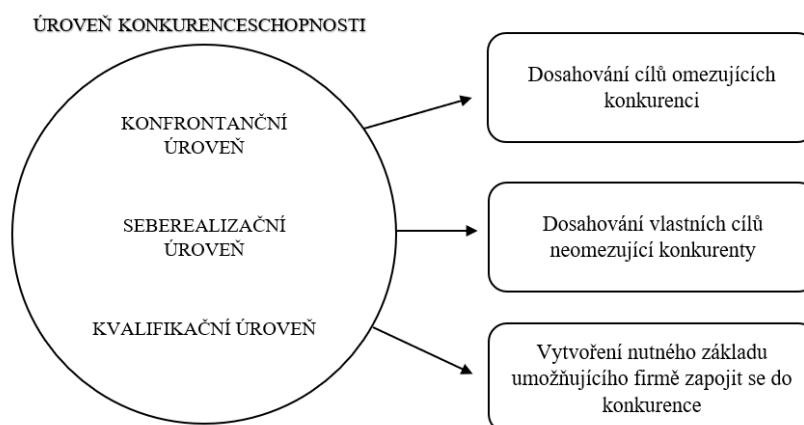 ÚROVEŇ KONKURENCESCHOPNOSTI
KONFRONTANČNÍ
ÚROVEŇ
SEBEREALIZAČNÍ
ÚROVEŇ
KVALIFIKAČNÍ ÚROVEŇ
Dosahování cílů omezujících
konkurenci
Dosahování vlastních cílů
neomezující konkurenty
Vytvoření nutného základu
umožňujícího firmě zapojit se do
konkurence